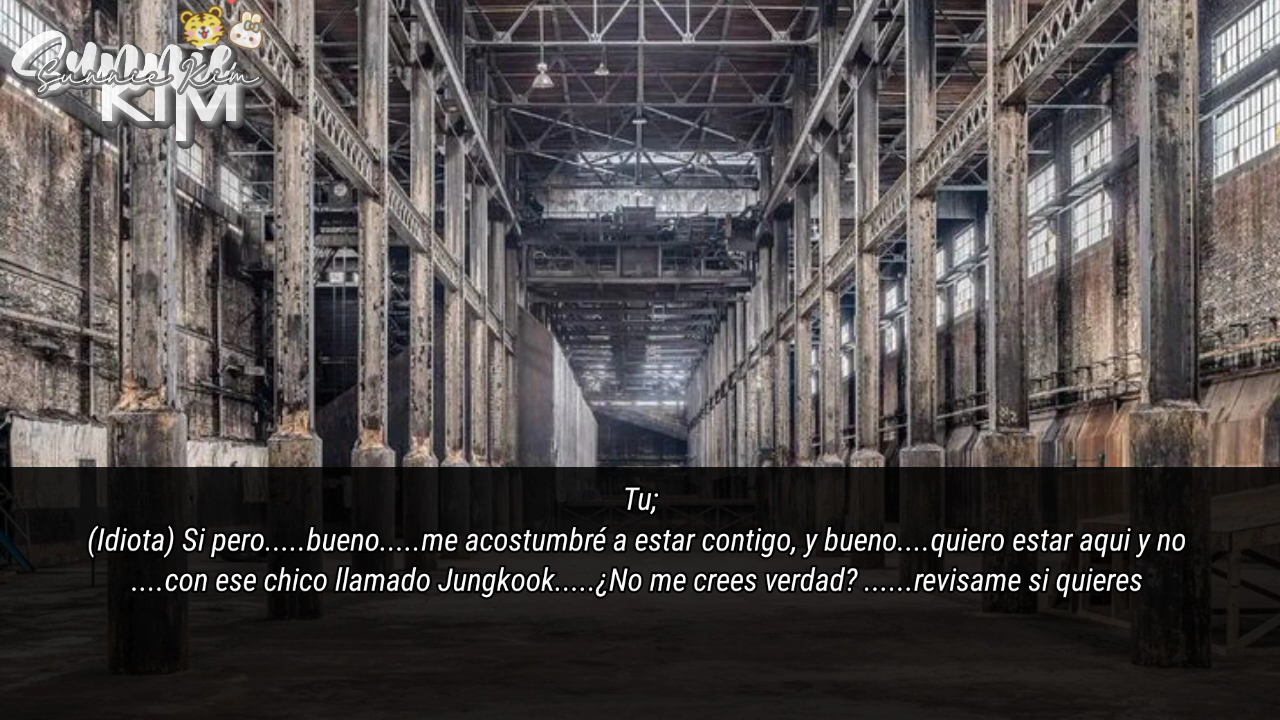 Sunnie
Sunnie Kim
KIM
Tu;
(Idiota) Si pero.....bueno.....me acostumbré a estar contigo, y bueno....quiero estar aqui y no
....con ese chico llamado Jungkook.....¿No me crees verdad? ......revisame si quieres